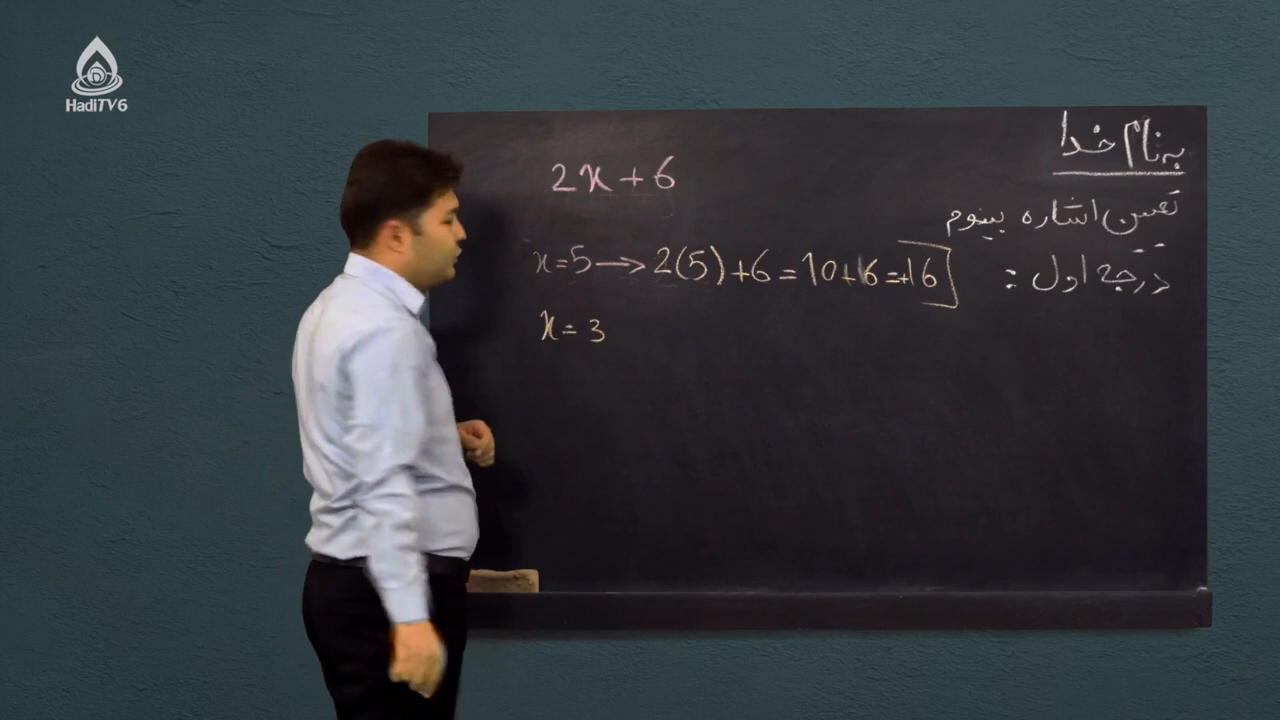 HadiTV6
به نام خدا
تعیین اشاره بینوم
درجه اول :
2x+6
x=5→2(5)+6=10+6=+16
x=3